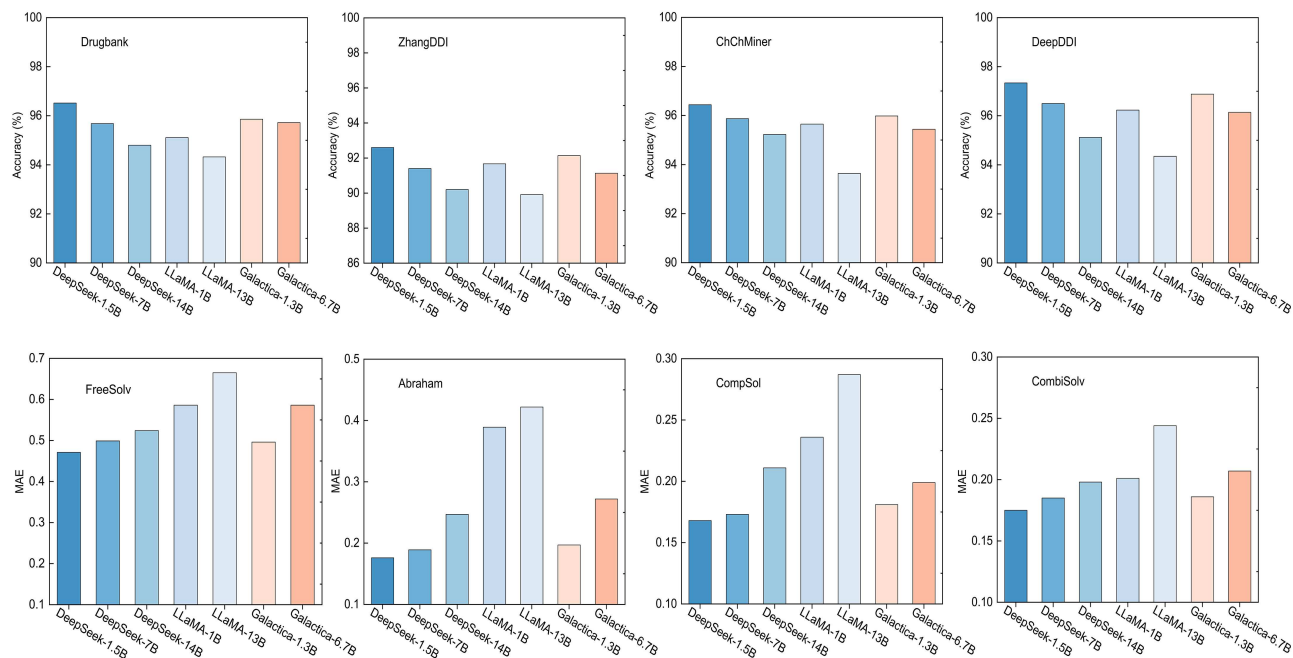 Drugbank
Accuracy (%)
100
98
96
94
92
90
DeepSeek-1.5B
DeepSeek-7B
DeepSeek-14B
LLaMA-1B
LLaMA-13B
Galactica-1.3B
Galactica-6.7B
ZhangDDI
Accuracy (%)
100
98
96
94
92
90
88
86
DeepSeek-1.5B
DeepSeek-7B
DeepSeek-14B
LLaMA-1B
LLaMA-13B
Galactica-1.3B
Galactica-6.7B
ChChMiner
Accuracy (%)
100
98
96
94
92
90
DeepSeek-1.5B
DeepSeek-7B
DeepSeek-14B
LLaMA-1B
LLaMA-13B
Galactica-1.3B
Galactica-6.7B
DeepDDI
Accuracy (%)
100
98
96
94
92
90
DeepSeek-1.5B
DeepSeek-7B
DeepSeek-14B
LLaMA-1B
LLaMA-13B
Galactica-1.3B
Galactica-6.7B
FreeSolv
MAE
0.7
0.6
0.5
0.4
0.3
0.2
0.1
DeepSeek-1.5B
DeepSeek-7B
DeepSeek-14B
LLaMA-1B
LLaMA-13B
Galactica-1.3B
Galactica-6.7B
Abraham
MAE
0.5
0.4
0.3
0.2
0.1
DeepSeek-1.5B
DeepSeek-7B
DeepSeek-14B
LLaMA-1B
LLaMA-13B
Galactica-1.3B
Galactica-6.7B
CompSol
MAE
0.30
0.25
0.20
0.15
0.10
DeepSeek-1.5B
DeepSeek-7B
DeepSeek-14B
LLaMA-1B
LLaMA-13B
Galactica-1.3B
Galactica-6.7B
CombiSolv
MAE
0.30
0.25
0.20
0.15
0.10
DeepSeek-1.5B
DeepSeek-7B
DeepSeek-14B
LLaMA-1B
LLaMA-13B
Galactica-1.3B
Galactica-6.7B